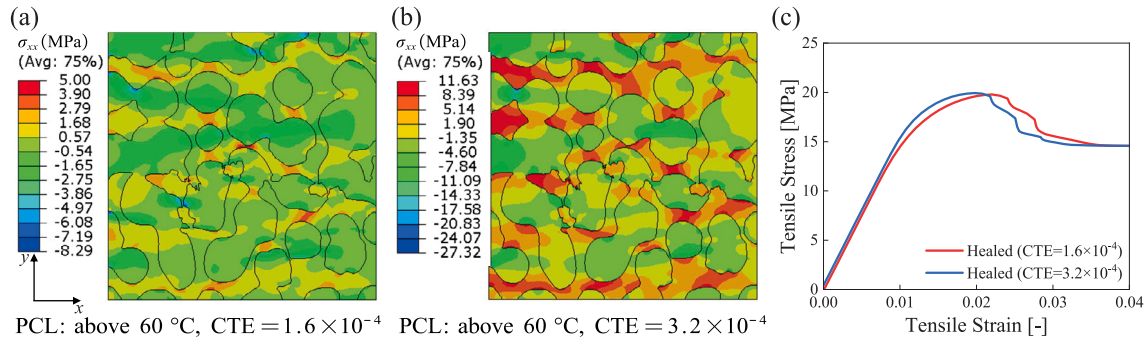 (a)
σxx (MPa)
(Avg: 75%)
5.00
3.90
2.79
1.68
0.57
-0.54
-1.65
-2.75
-3.86
-4.97
-6.08
-7.19
-8.29
y
x
PCL: above 60 °C, CTE=1.6×10⁻⁴
(b)
σxx (MPa)
(Avg: 75%)
11.63
8.39
5.14
1.90
-1.35
-4.60
-7.84
-11.09
-14.33
-17.58
-20.83
-24.07
-27.32
PCL: above 60 °C, CTE=3.2×10⁻⁴
(c)
Tensile Stress [MPa]
25
20
15
10
5
0
Healed (CTE=1.6×10⁻⁴)
Healed (CTE=3.2×10⁻⁴)
0.00 0.01 0.02 0.03 0.04
Tensile Strain [-]